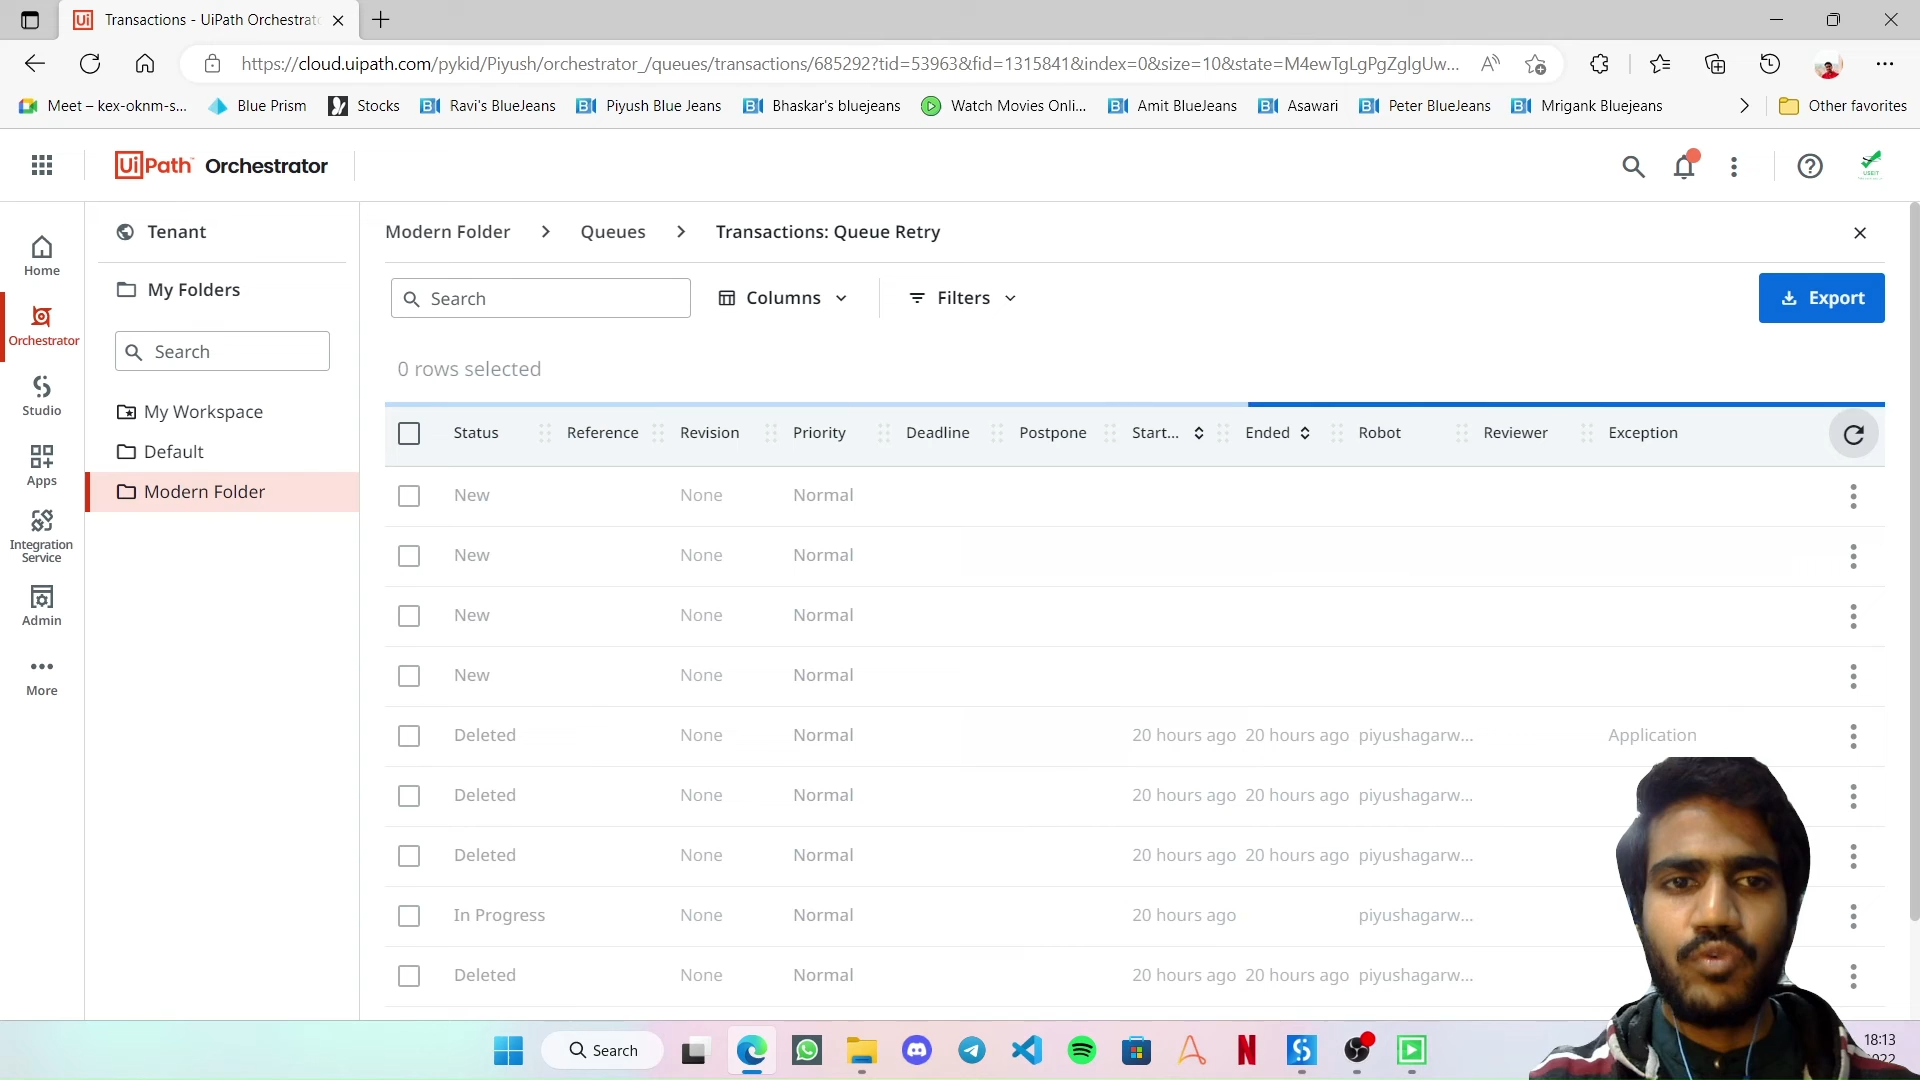 Transactions - UiPath Orchestrato
https://cloud.uipath.com/pykid/Piyush/orchestrator_/queues/transactions/685292?tid=53963&fid=1315841&index=0&size=10&state=M4ewTgLgPgZglgUw...
Meet – kex-oknm-s... Blue Prism Stocks Ravi's BlueJeans Piyush Blue Jeans Bhaskar's bluejeans Watch Movies Onli... Amit BlueJeans Asawari Peter BlueJeans Mrigank Bluejeans Other favorites
UiPath Orchestrator
USEIT
Home
Orchestrator
Studio
Apps
Integration
Service
Admin
More
Tenant
My Folders
Search
My Workspace
Default
Modern Folder
Modern Folder Queues Transactions: Queue Retry
Search Columns Filters Export
0 rows selected
Status Reference Revision Priority Deadline Postpone Start... Ended Robot Reviewer Exception
New None Normal
New None Normal
New None Normal
New None Normal
Deleted None Normal 20 hours ago 20 hours ago piyushagarw... Application
Deleted None Normal 20 hours ago 20 hours ago piyushagarw...
Deleted None Normal 20 hours ago 20 hours ago piyushagarw...
In Progress None Normal 20 hours ago piyushagarw...
Deleted None Normal 20 hours ago 20 hours ago piyushagarw...
Search
18:13